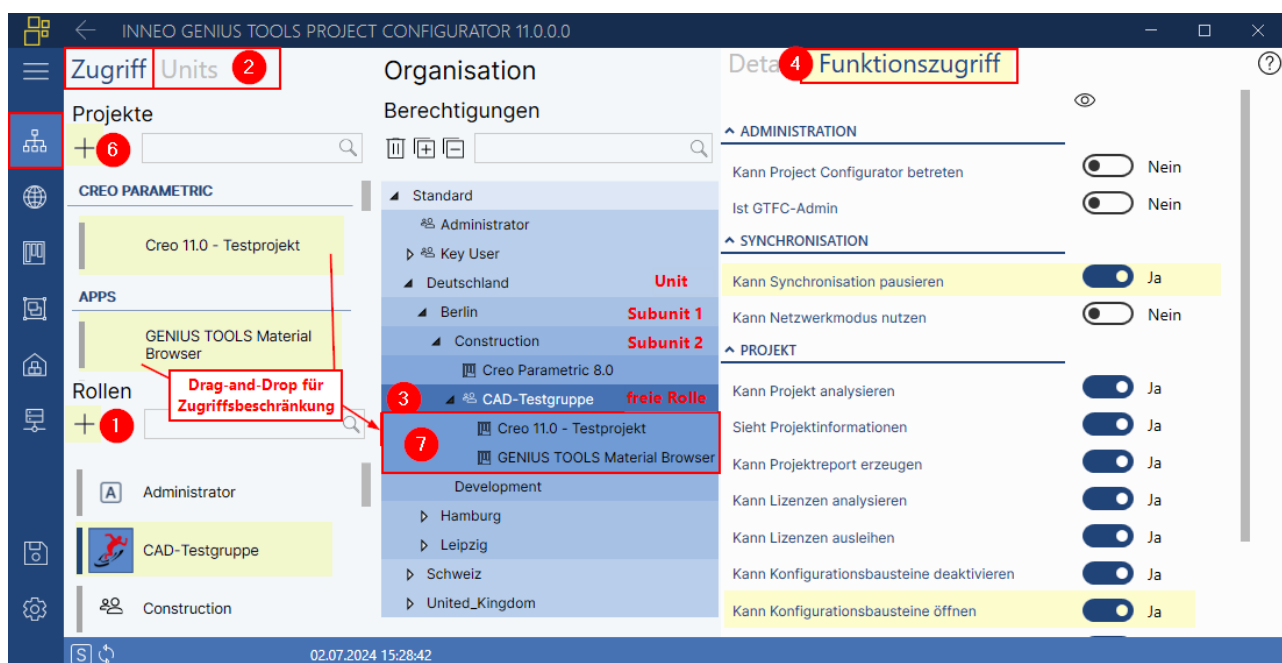 INNEO GENIUS TOOLS PROJECT CONFIGURATOR 11.0.0.0
Zugriff Units 2
Projekte
6
CREO PARAMETRIC
Creo 11.0 - Testprojekt
APPS
GENIUS TOOLS Material
Browser
Drag-and-Drop für
Zugriffsbeschränkung
Rollen
1
A Administrator
CAD-Testgruppe
Construction
Organisation
Berechtigungen
Standard
Administrator
Key User
Deutschland Unit
Berlin Subunit 1
Construction Subunit 2
Creo Parametric 8.0
3 CAD-Testgruppe freie Rolle
7
Creo 11.0 - Testprojekt
GENIUS TOOLS Material Browser
Development
Hamburg
Leipzig
Schweiz
United_Kingdom
Deta 4 Funktionszugriff
?
ADMINISTRATION
Kann Project Configurator betreten Nein
Ist GTFC-Admin Nein
SYNCHRONISATION
Kann Synchronisation pausieren Ja
Kann Netzwerkmodus nutzen Nein
PROJEKT
Kann Projekt analysieren Ja
Sieht Projektinformationen Ja
Kann Projektreport erzeugen Ja
Kann Lizenzen analysieren Ja
Kann Lizenzen ausleihen Ja
Kann Konfigurationsbausteine deaktivieren Ja
Kann Konfigurationsbausteine öffnen Ja
S 02.07.2024 15:28:42